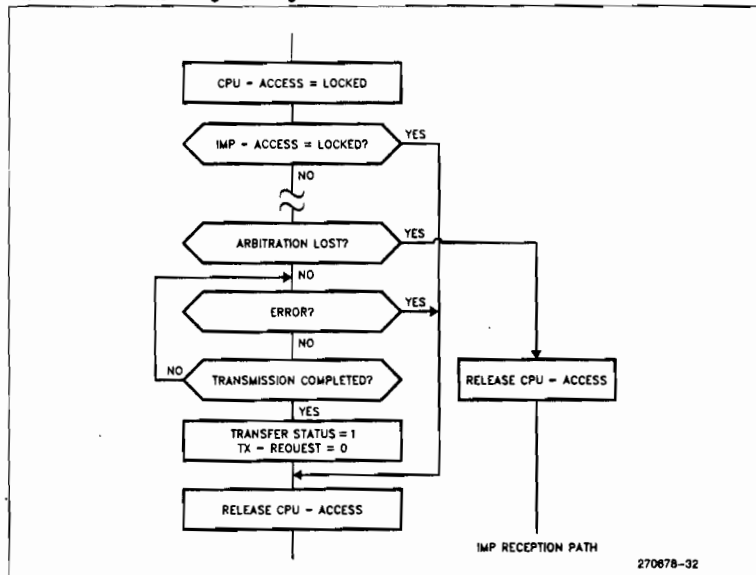 CPU - ACCESS = LOCKED
IMP - ACCESS = LOCKED?
YES
NO
ARBITRATION LOST?
YES
NO
ERROR?
YES
NO
NO
TRANSMISSION COMPLETED?
RELEASE CPU - ACCESS
YES
TRANSFER STATUS = 1
TX - REQUEST = 0
RELEASE CPU - ACCESS
IMP RECEPTION PATH
270678-32